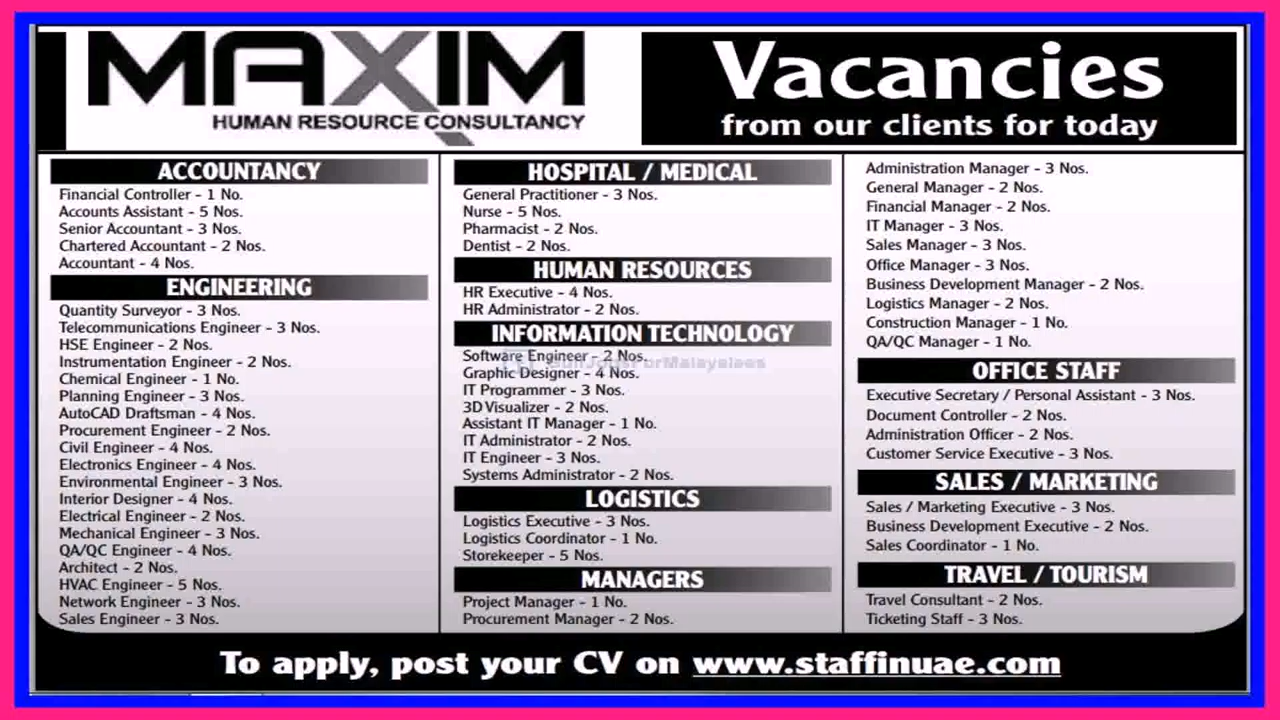 MAXIM
HUMAN RESOURCE CONSULTANCY
Vacancies
from our clients for today
ACCOUNTANCY
Financial Controller - 1 No.
Accounts Assistant - 5 Nos.
Senior Accountant - 3 Nos.
Chartered Accountant - 2 Nos.
Accountant - 4 Nos.
ENGINEERING
Quantity Surveyor - 3 Nos.
Telecommunications Engineer - 3 Nos.
HSE Engineer - 2 Nos.
Instrumentation Engineer - 2 Nos.
Chemical Engineer - 1 No.
Planning Engineer - 3 Nos.
AutoCAD Draftsman - 4 Nos.
Procurement Engineer - 2 Nos.
Civil Engineer - 4 Nos.
Electronics Engineer - 4 Nos.
Environmental Engineer - 3 Nos.
Interior Designer - 4 Nos.
Electrical Engineer - 2 Nos.
Mechanical Engineer - 3 Nos.
QA/QC Engineer - 4 Nos.
Architect - 2 Nos.
HVAC Engineer - 5 Nos.
Network Engineer - 3 Nos.
Sales Engineer - 3 Nos.
HOSPITAL / MEDICAL
General Practitioner - 3 Nos.
Nurse - 5 Nos.
Pharmacist - 2 Nos.
Dentist - 2 Nos.
HUMAN RESOURCES
HR Executive - 4 Nos.
HR Administrator - 2 Nos.
INFORMATION TECHNOLOGY
Software Engineer - 2 Nos.
GulfJobsForMalayalees
Graphic Designer - 4 Nos.
IT Programmer - 3 Nos.
3D Visualizer - 2 Nos.
Assistant IT Manager - 1 No.
IT Administrator - 2 Nos.
IT Engineer - 3 Nos.
Systems Administrator - 2 Nos.
LOGISTICS
Logistics Executive - 3 Nos.
Logistics Coordinator - 1 No.
Storekeeper - 5 Nos.
MANAGERS
Project Manager - 1 No.
Procurement Manager - 2 Nos.
Administration Manager - 3 Nos.
General Manager - 2 Nos.
Financial Manager - 2 Nos.
IT Manager - 3 Nos.
Sales Manager - 3 Nos.
Office Manager - 3 Nos.
Business Development Manager - 2 Nos.
Logistics Manager - 2 Nos.
Construction Manager - 1 No.
QA/QC Manager - 1 No.
OFFICE STAFF
Executive Secretary / Personal Assistant - 3 Nos.
Document Controller - 2 Nos.
Administration Officer - 2 Nos.
Customer Service Executive - 3 Nos.
SALES / MARKETING
Sales / Marketing Executive - 3 Nos.
Business Development Executive - 2 Nos.
Sales Coordinator - 1 No.
TRAVEL / TOURISM
Travel Consultant - 2 Nos.
Ticketing Staff - 3 Nos.
To apply, post your CV on www.staffinuae.com